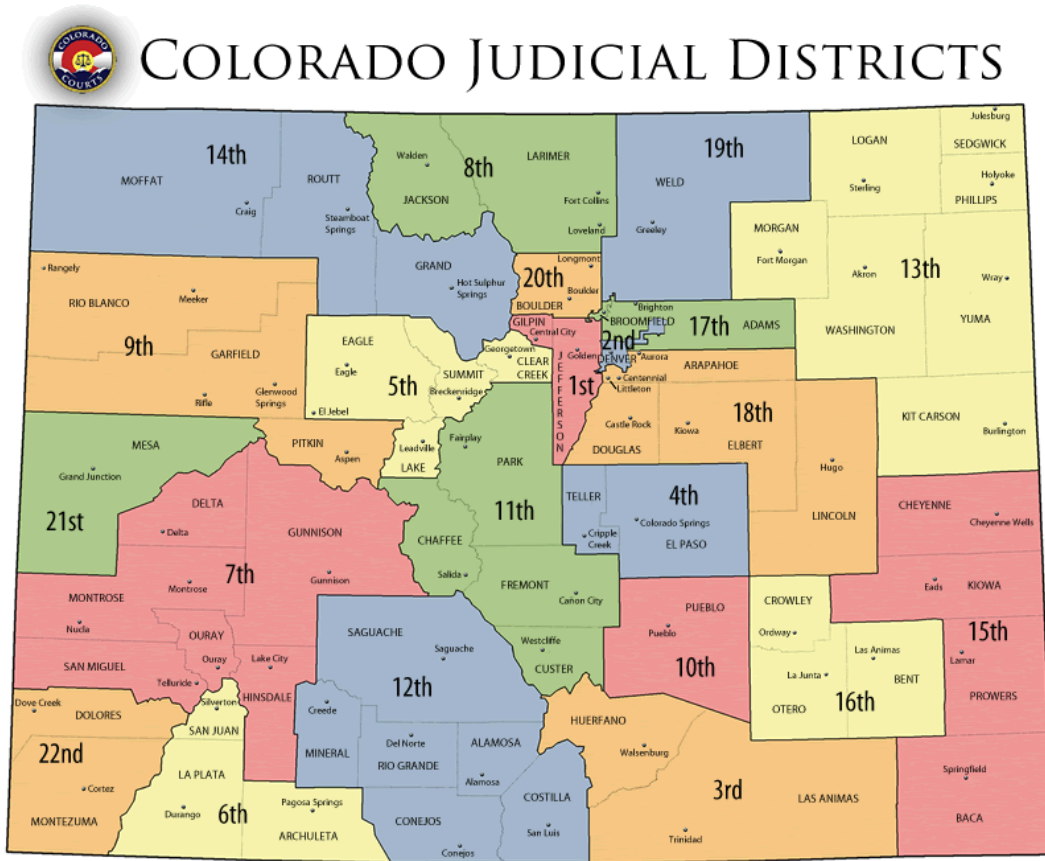 COLORADO
COURTS
COLORADO JUDICIAL DISTRICTS
14th
MOFFAT
Craig
ROUTT
Steamboat
Springs
8th
Walden
JACKSON
LARIMER
Fort Collins
Loveland
GRAND
Hot Sulphur
Springs
19th
WELD
Greeley
LOGAN
Sterling
Julesburg
SEDGWICK
Holyoke
PHILLIPS
MORGAN
Fort Morgan
13th
Akron
Wray
WASHINGTON
YUMA
KIT CARSON
Burlington
Rangely
RIO BLANCO
Meeker
9th
GARFIELD
Rifle
Glenwood
Springs
PITKIN
Aspen
EAGLE
Eagle
El Jebel
5th
SUMMIT
Breckenridge
Leadville
LAKE
Georgetown
CLEAR
CREEK
20th
Longmont
Boulder
BOULDER
GILPIN
Central City
Golden
JEFFERSON
1st
2nd
DENVER
BROOMFIELD
Brighton
17th
ADAMS
Aurora
ARAPAHOE
Centennial
Littleton
18th
Castle Rock
DOUGLAS
Kiowa
ELBERT
Hugo
LINCOLN
MESA
Grand Junction
21st
DELTA
Delta
GUNNISON
Gunnison
7th
MONTROSE
Montrose
Nucla
OURAY
Ouray
SAN MIGUEL
Telluride
Lake City
HINSDALE
Fairplay
PARK
11th
CHAFFEE
Salida
FREMONT
Cañon City
Westcliffe
CUSTER
TELLER
Cripple
Creek
4th
Colorado Springs
EL PASO
CHEYENNE
Cheyenne Wells
Eads
KIOWA
15th
Lamar
PROWERS
Springfield
BACA
PUEBLO
Pueblo
10th
CROWLEY
Ordway
Las Animas
BENT
La Junta
OTERO
16th
SAGUACHE
Saguache
12th
Creede
MINERAL
Del Norte
RIO GRANDE
ALAMOSA
Alamosa
CONEJOS
Conejos
COSTILLA
San Luis
HUERFANO
Walsenburg
3rd
LAS ANIMAS
Trinidad
Dove Creek
DOLORES
22nd
Cortez
MONTEZUMA
Silverton
SAN JUAN
LA PLATA
Durango
6th
Pagosa Springs
ARCHULETA